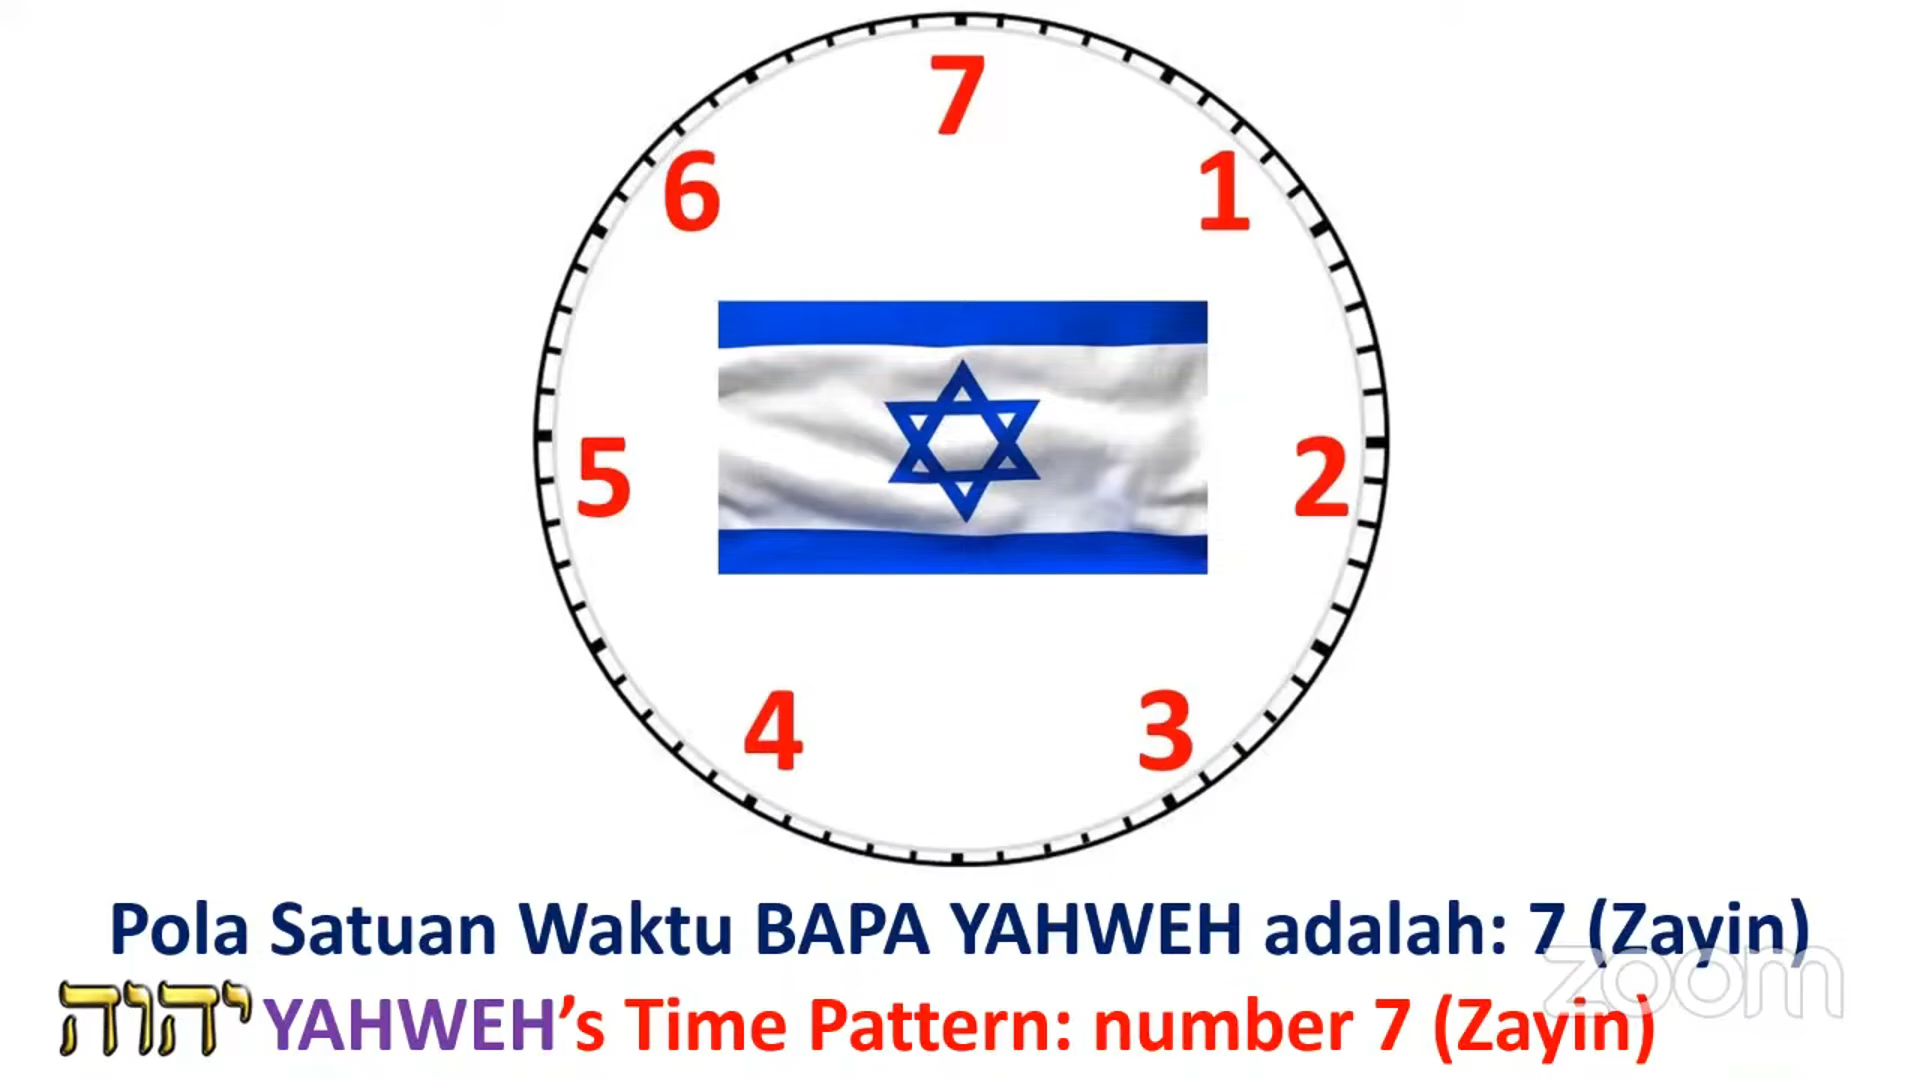 7
6 1
5 2
4 3
Pola Satuan Waktu BAPA YAHWEH adalah: 7 (Zayin)
יהוה YAHWEH’s Time Pattern: number 7 (Zayin)
zoom